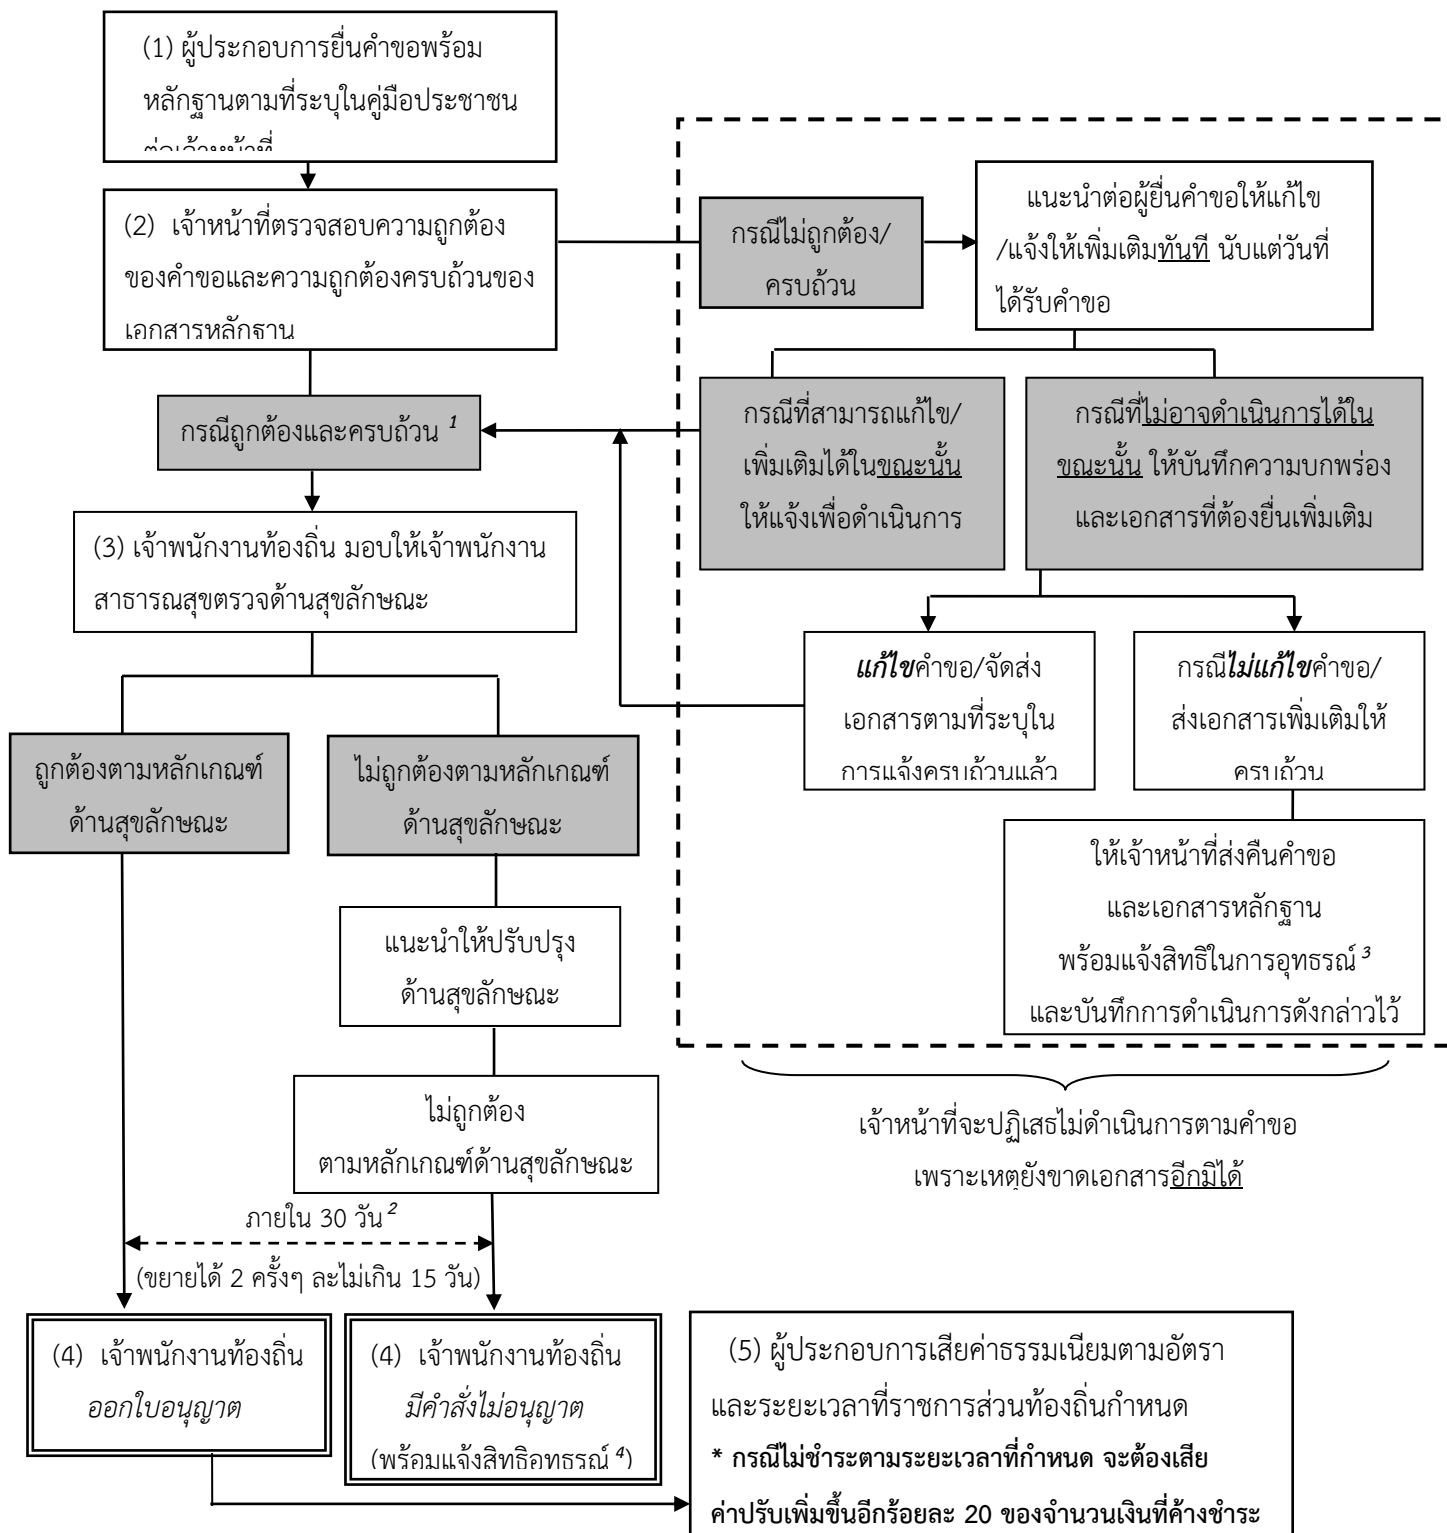 (1) ผู้ประกอบการยื่นคำขอพร้อม
หลักฐานตามที่ระบุในคู่มือประชาชน
ต่อเจ้าหน้าที่
(2) เจ้าหน้าที่ตรวจสอบความถูกต้อง
ของคำขอและความถูกต้องครบถ้วนของ
เอกสารหลักฐาน
กรณีไม่ถูกต้อง/
ครบถ้วน
แนะนำต่อผู้ยื่นคำขอให้แก้ไข
/แจ้งให้เพิ่มเติมทันที นับแต่วันที่
ได้รับคำขอ
กรณีถูกต้องและครบถ้วน 1
กรณีที่สามารถแก้ไข/
เพิ่มเติมได้ในขณะนั้น
ให้แจ้งเพื่อดำเนินการ
กรณีที่ไม่อาจดำเนินการได้ใน
ขณะนั้น ให้บันทึกความบกพร่อง
และเอกสารที่ต้องยื่นเพิ่มเติม
(3) เจ้าพนักงานท้องถิ่น มอบให้เจ้าพนักงาน
สาธารณสุขตรวจด้านสุขลักษณะ
แก้ไขคำขอ/จัดส่ง
เอกสารตามที่ระบุใน
การแจ้งครบถ้วนแล้ว
กรณีไม่แก้ไขคำขอ/
ส่งเอกสารเพิ่มเติมให้
ครบถ้วน
ถูกต้องตามหลักเกณฑ์
ด้านสุขลักษณะ
ไม่ถูกต้องตามหลักเกณฑ์
ด้านสุขลักษณะ
ให้เจ้าหน้าที่ส่งคืนคำขอ
และเอกสารหลักฐาน
พร้อมแจ้งสิทธิในการอุทธรณ์ 3
และบันทึกการดำเนินการดังกล่าวไว้
แนะนำให้ปรับปรุง
ด้านสุขลักษณะ
ไม่ถูกต้อง
ตามหลักเกณฑ์ด้านสุขลักษณะ
เจ้าหน้าที่จะปฏิเสธไม่ดำเนินการตามคำขอ
เพราะเหตุยังขาดเอกสารอีกมิได้
ภายใน 30 วัน 2
(ขยายได้ 2 ครั้งๆ ละไม่เกิน 15 วัน)
(4) เจ้าพนักงานท้องถิ่น
ออกใบอนุญาต
(4) เจ้าพนักงานท้องถิ่น
มีคำสั่งไม่อนุญาต
(พร้อมแจ้งสิทธิอุทธรณ์ 4)
(5) ผู้ประกอบการเสียค่าธรรมเนียมตามอัตรา
และระยะเวลาที่ราชการส่วนท้องถิ่นกำหนด
* กรณีไม่ชำระตามระยะเวลาที่กำหนด จะต้องเสีย
ค่าปรับเพิ่มขึ้นอีกร้อยละ 20 ของจำนวนเงินที่ค้างชำระ